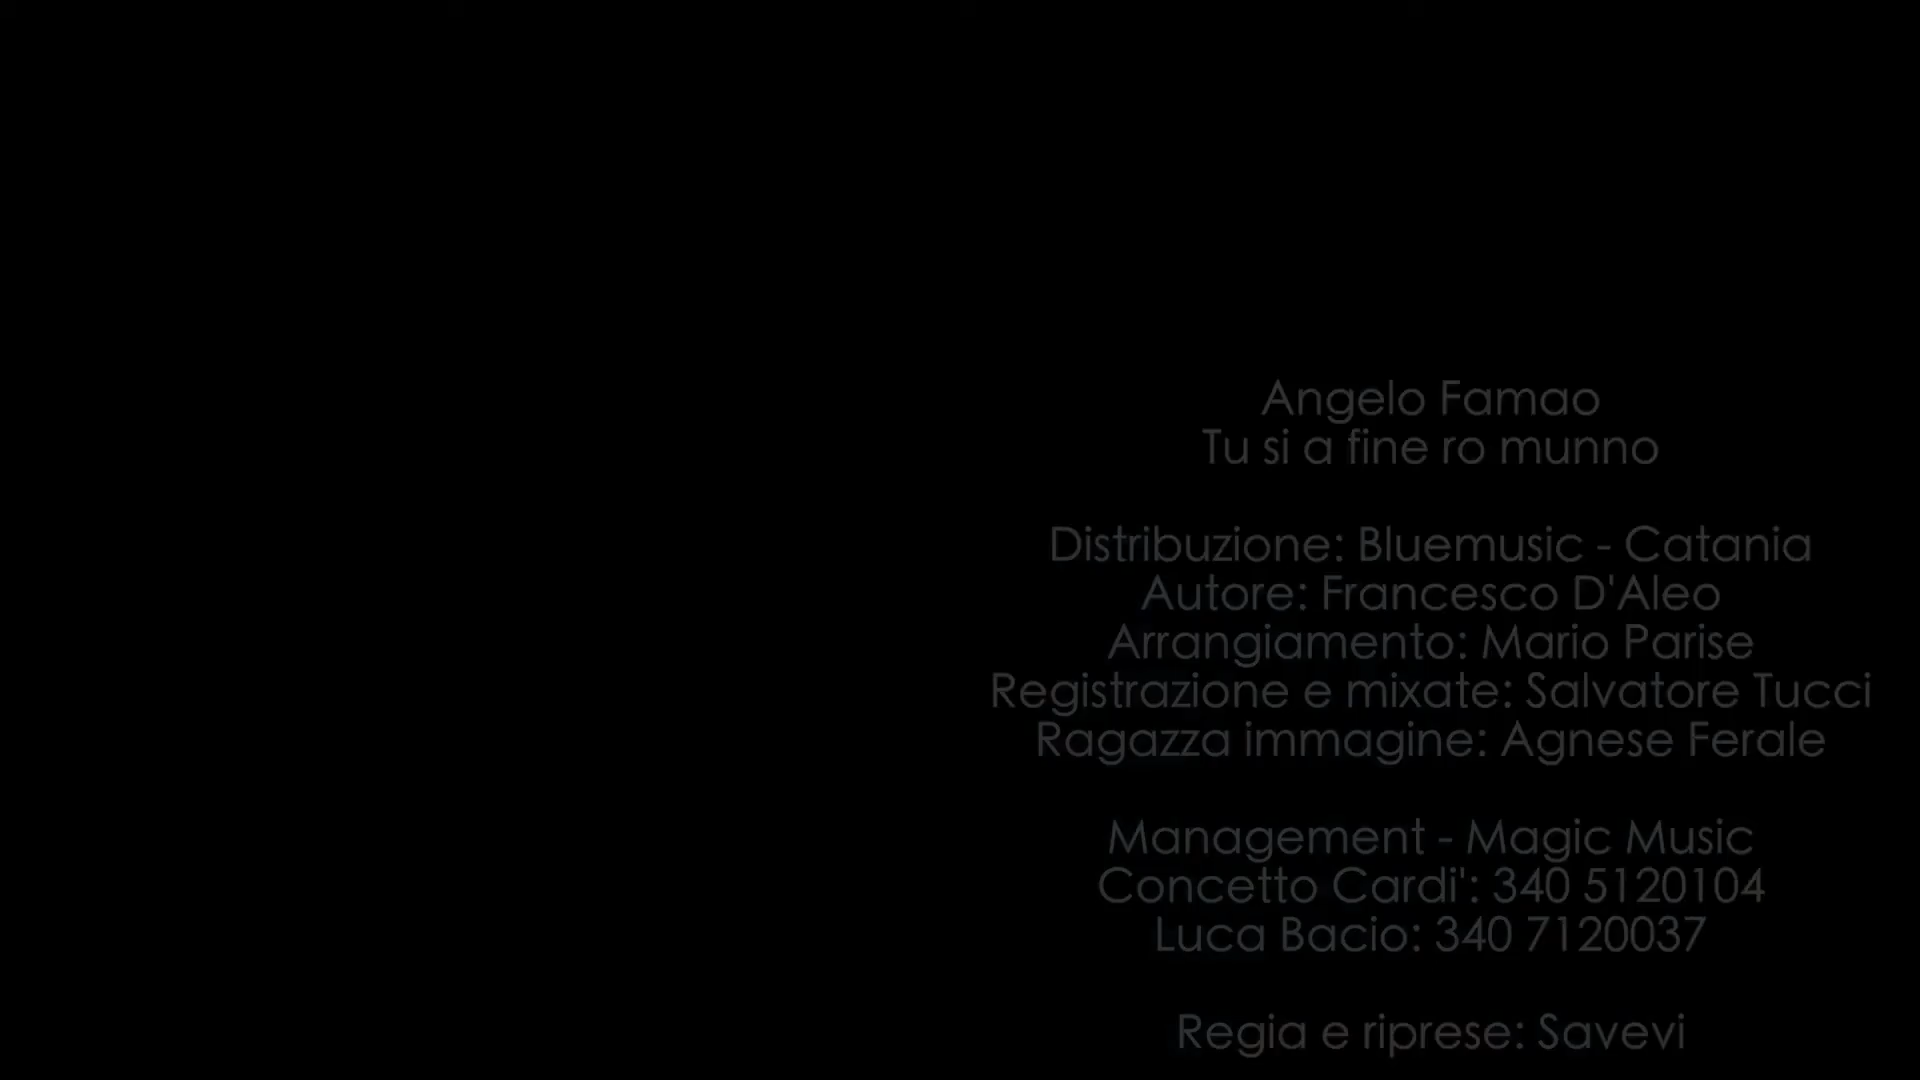 Angelo Famao
Tu si a fine ro munno
Distribuzione: Bluemusic - Catania
Autore: Francesco D'Aleo
Arrangiamento: Mario Parise
Registrazione e mixate: Salvatore Tucci
Ragazza immagine: Agnese Ferale
Management - Magic Music
Concetto Cardi': 340 5120104
Luca Bacio: 340 7120037
Regia e riprese: Savevi